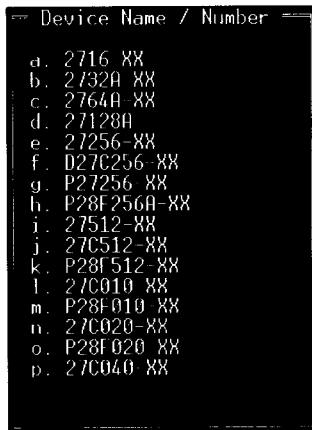 Device Name / Number
a. 2716-XX
b. 2732A-XX
c. 2764A-XX
d. 27128A
e. 27256-XX
f. D27C256-XX
g. P27256-XX
h. P28F256A-XX
i. 27512-XX
j. 27C512-XX
k. P28F512-XX
l. 27C010-XX
m. P28F010-XX
n. 27C020-XX
o. P28F020-XX
p. 27C040-XX